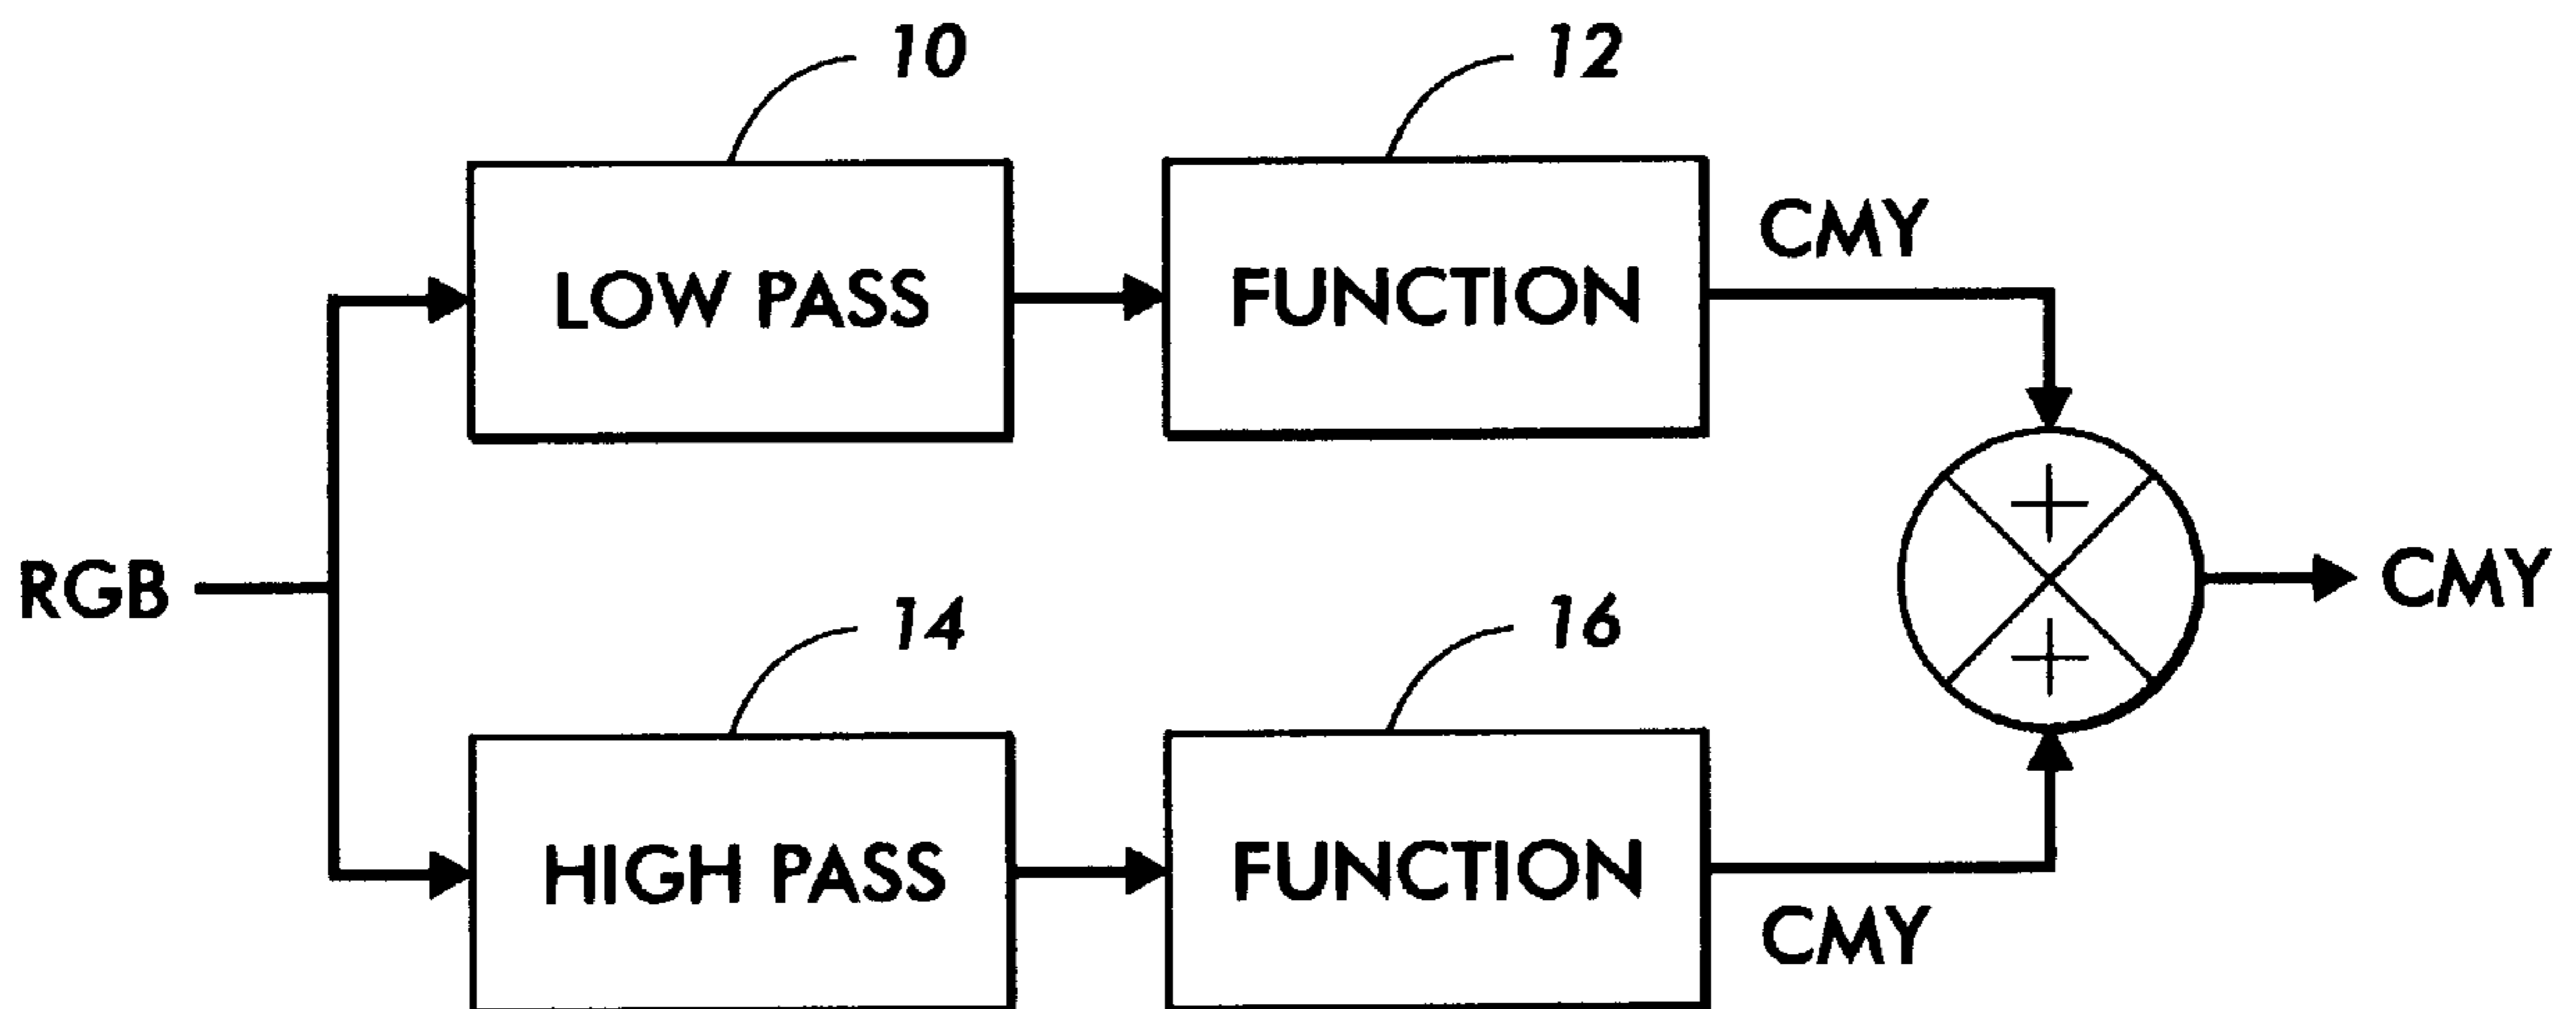 10
12
LOW PASS
FUNCTION
CMY
RGB
CMY
14
16
HIGH PASS
FUNCTION
CMY